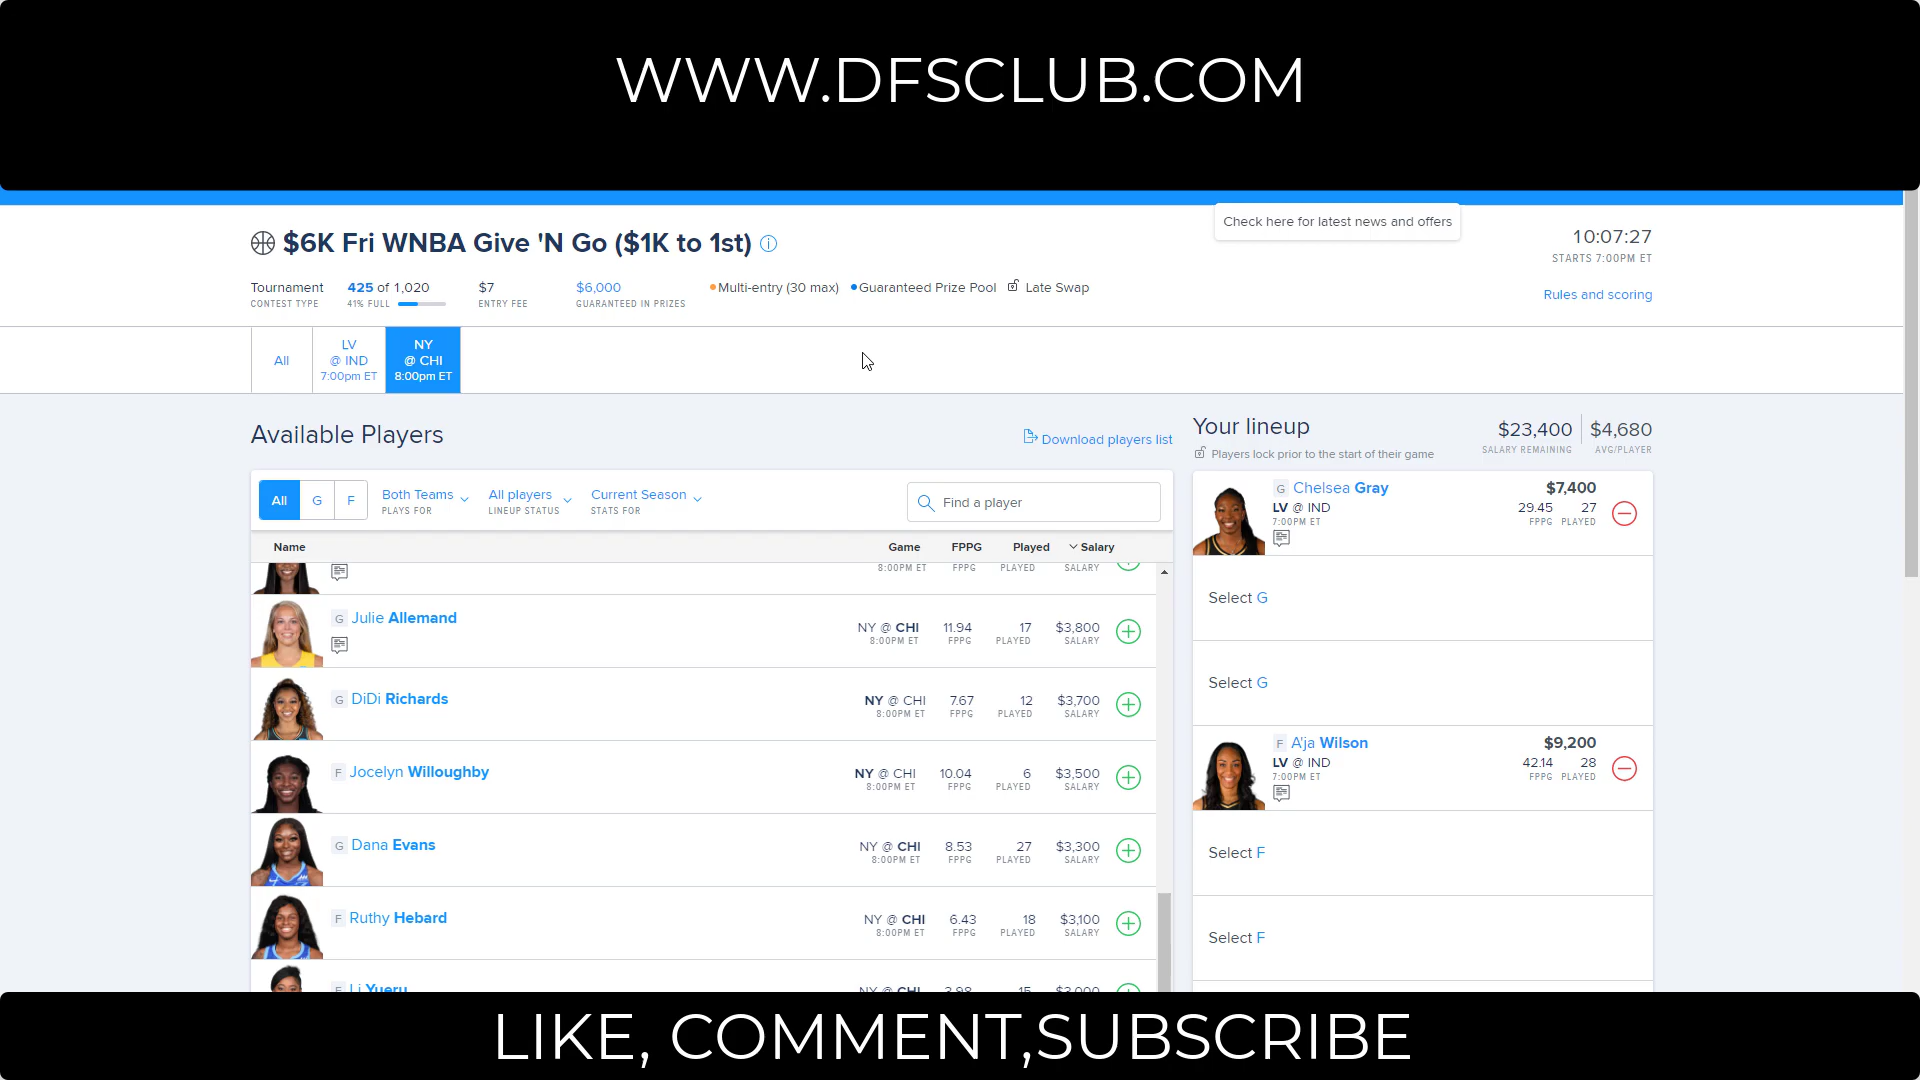 WWW.DFSCLUB.COM
Check here for latest news and offers
$6K Fri WNBA Give 'N Go ($1K to 1st)
10:07:27
STARTS 7:00PM ET
Tournament
CONTEST TYPE
425 of 1,020
41% FULL
$7
ENTRY FEE
$6,000
GUARANTEED IN PRIZES
Multi-entry (30 max)
Guaranteed Prize Pool
Late Swap
Rules and scoring
All
LV
@ IND
7:00pm ET
NY
@ CHI
8:00pm ET
Available Players
Download players list
All
G
F
Both Teams
PLAYS FOR
All players
LINEUP STATUS
Current Season
STATS FOR
Find a player
Name Game FPPG Played Salary
8:00PM ET FPPG PLAYED SALARY
G Julie Allemand
NY @ CHI 11.94 17 $3,800
8:00PM ET FPPG PLAYED SALARY
G DiDi Richards
NY @ CHI 7.67 12 $3,700
8:00PM ET FPPG PLAYED SALARY
F Jocelyn Willoughby
NY @ CHI 10.04 6 $3,500
8:00PM ET FPPG PLAYED SALARY
G Dana Evans
NY @ CHI 8.53 27 $3,300
8:00PM ET FPPG PLAYED SALARY
F Ruthy Hebard
NY @ CHI 6.43 18 $3,100
8:00PM ET FPPG PLAYED SALARY
F Li Yueru
NY @ CHI 3.98 15 $3,000
Your lineup
Players lock prior to the start of their game
$23,400
SALARY REMAINING
$4,680
AVG/PLAYER
G Chelsea Gray $7,400
LV @ IND 29.45 27
7:00PM ET FPPG PLAYED
Select G
Select G
F A'ja Wilson $9,200
LV @ IND 42.14 28
7:00PM ET FPPG PLAYED
Select F
Select F
LIKE, COMMENT,SUBSCRIBE